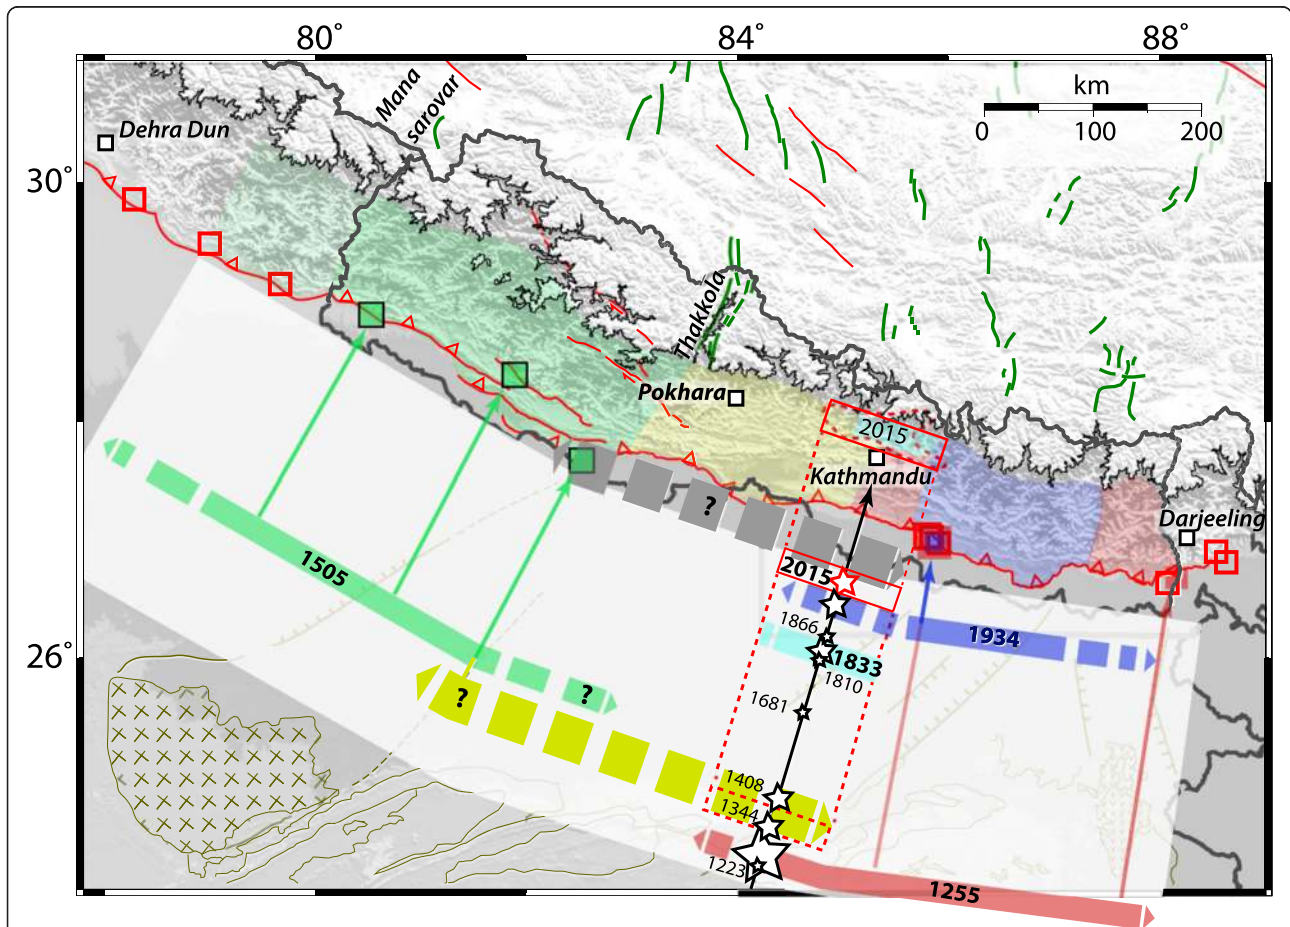 80°
84°
88°
km
0
100
200
30°
26°
Mana
sarovar
Dehra Dun
Thakkola
Pokhara
2015
Kathmandu
Darjeeling
?
1505
2015
1866
1934
1833
1810
?
?
1681
1408
1344
1223
1255